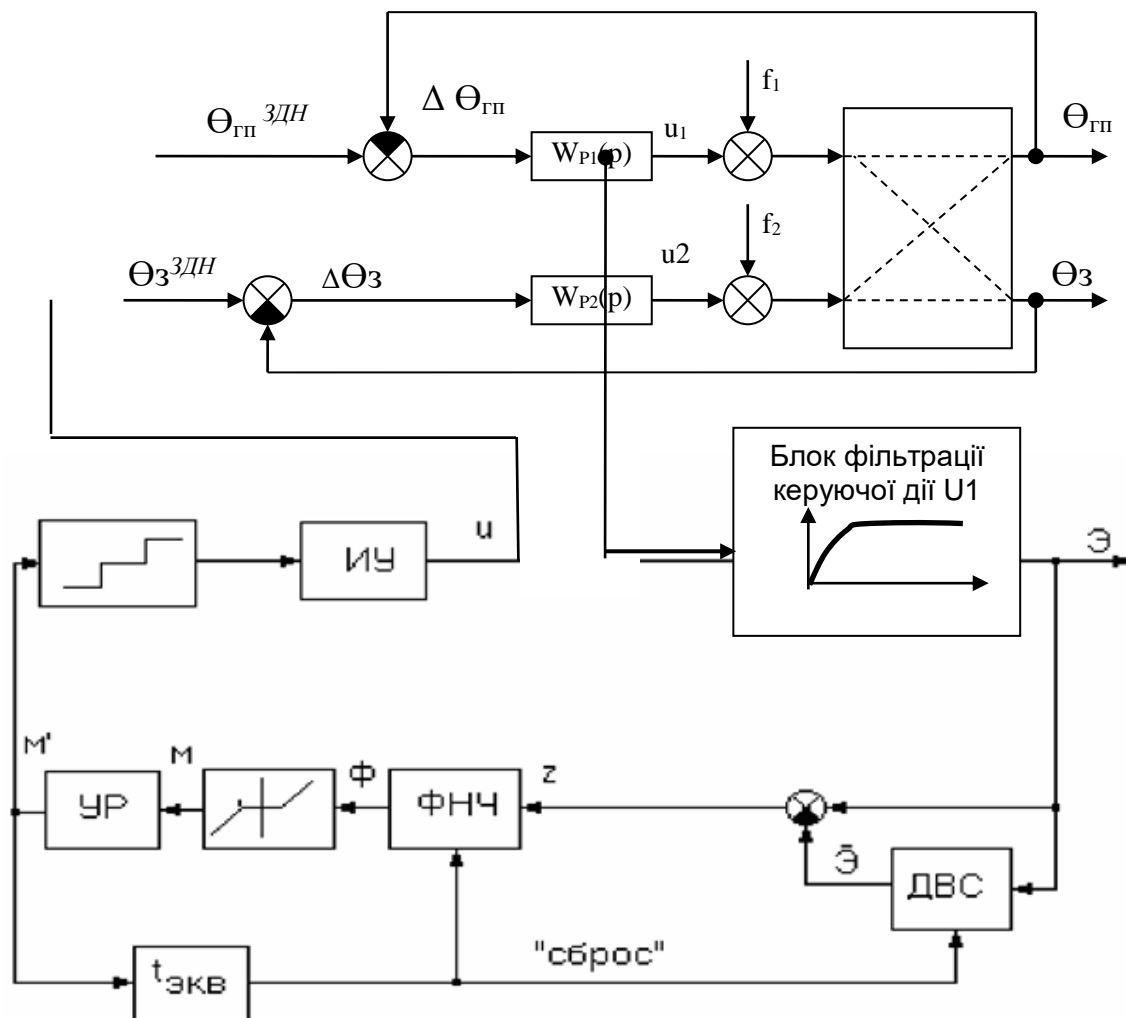 Θгп ЗДН
Δ Θгп
WP1(p)
u1
f1
Θгп
Θз ЗДН
ΔΘз
WP2(p)
u2
f2
Θз
Блок фільтрації
керуючої дії U1
ИУ
u
Э
м'
УР
м
Ф
ФНЧ
z
Э̄
ДВС
tЭКВ
"сброс"